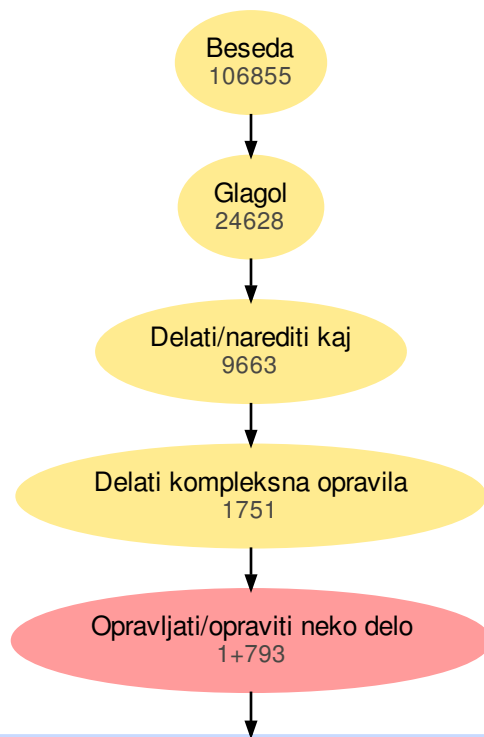 Beseda
106855
Glagol
24628
Delati/narediti kaj
9663
Delati kompleksna opravila
1751
Opravljati/opraviti neko delo
1+793